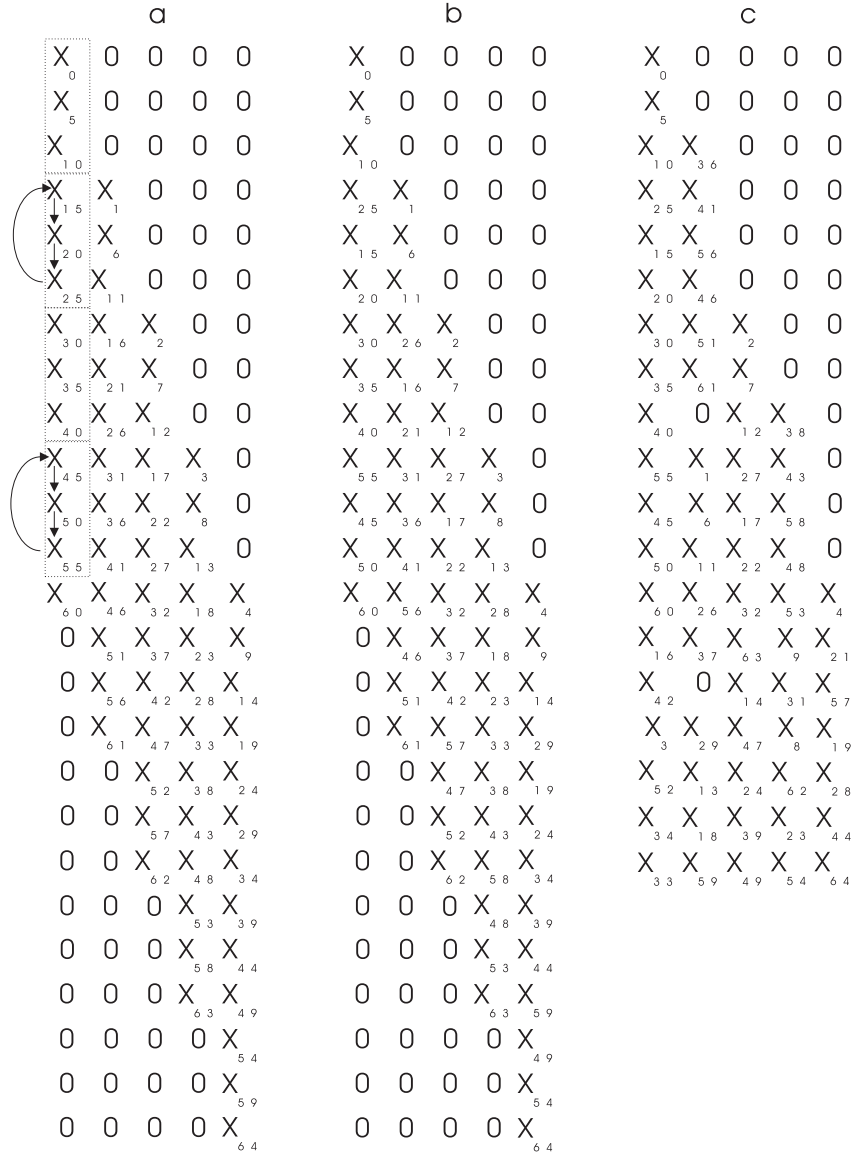 a b c
X0 0 0 0 0 X0 0 0 0 0 X0 0 0 0 0
X5 0 0 0 0 X5 0 0 0 0 X5 0 0 0 0
X10 0 0 0 0 X10 0 0 0 0 X10 X36 0 0 0
X15 X1 0 0 0 X25 X1 0 0 0 X25 X41 0 0 0
X20 X6 0 0 0 X15 X6 0 0 0 X15 X56 0 0 0
X25 X11 0 0 0 X20 X11 0 0 0 X20 X46 0 0 0
X30 X16 X2 0 0 X30 X26 X2 0 0 X30 X51 X2 0 0
X35 X21 X7 0 0 X35 X16 X7 0 0 X35 X61 X7 0 0
X40 X26 X12 0 0 X40 X21 X12 0 0 X40 0 X12 X38 0
X45 X31 X17 X3 0 X55 X31 X27 X3 0 X55 X1 X27 X43 0
X50 X36 X22 X8 0 X45 X36 X17 X8 0 X45 X6 X17 X58 0
X55 X41 X27 X13 0 X50 X41 X22 X13 0 X50 X11 X22 X48 0
X60 X46 X32 X18 X4 X60 X56 X32 X28 X4 X60 X26 X32 X53 X4
0 X51 X37 X23 X9 0 X46 X37 X18 X9 X16 X37 X63 X9 X21
0 X56 X42 X28 X14 0 X51 X42 X23 X14 X42 0 X14 X31 X57
0 X61 X47 X33 X19 0 X61 X57 X33 X29 X3 X29 X47 X8 X19
0 0 X52 X38 X24 0 0 X47 X38 X19 X52 X13 X24 X62 X28
0 0 X57 X43 X29 0 0 X52 X43 X24 X34 X18 X39 X23 X44
0 0 X62 X48 X34 0 0 X62 X58 X34 X33 X59 X49 X54 X64
0 0 0 X53 X39 0 0 0 X48 X39
0 0 0 X58 X44 0 0 0 X53 X44
0 0 0 X63 X49 0 0 0 X63 X59
0 0 0 0 X54 0 0 0 0 X49
0 0 0 0 X59 0 0 0 0 X54
0 0 0 0 X64 0 0 0 0 X64